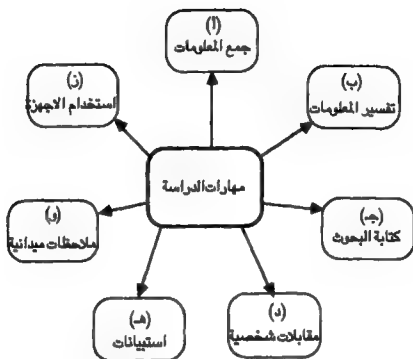 (أ)
جمع المعلومات
(ب)
تفسير المعلومات
(جـ)
كتابة البحوث
(د)
مقابلات شخصية
(هـ)
استبيانات
(و)
ملاحظات ميدانية
(ز)
استخدام الاجهزة
مهارات الدراسة